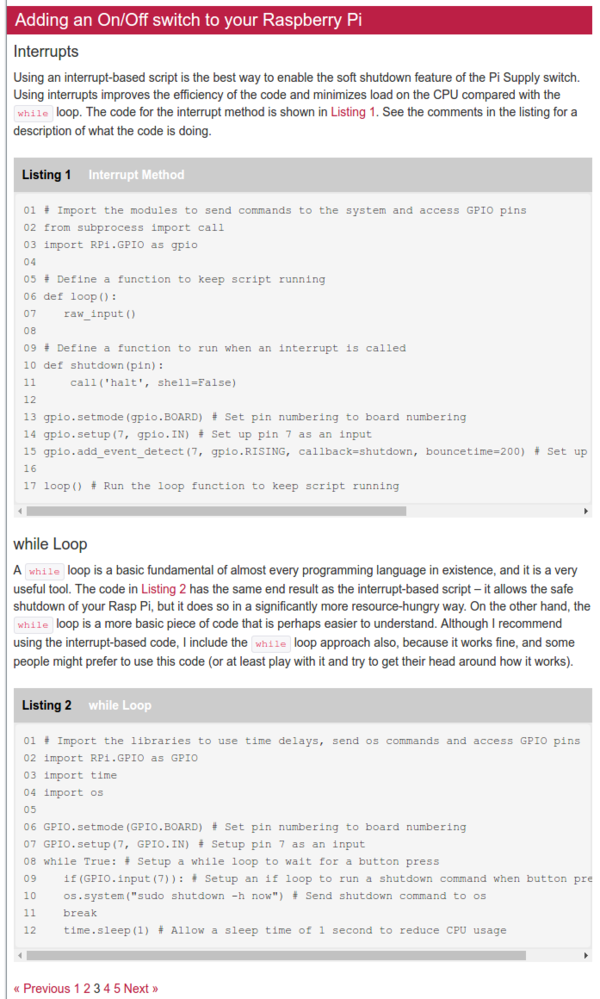 Adding an On/Off switch to your Raspberry Pi
Interrupts
Using an interrupt-based script is the best way to enable the soft shutdown feature of the Pi Supply switch.
Using interrupts improves the efficiency of the code and minimizes load on the CPU compared with the
while loop. The code for the interrupt method is shown in Listing 1. See the comments in the listing for a
description of what the code is doing.
Listing 1 Interrupt Method
01 # Import the modules to send commands to the system and access GPIO pins
02 from subprocess import call
03 import RPi.GPIO as gpio
04
05 # Define a function to keep script running
06 def loop():
07    raw_input()
08
09 # Define a function to run when an interrupt is called
10 def shutdown(pin):
11     call('halt', shell=False)
12
13 gpio.setmode(gpio.BOARD) # Set pin numbering to board numbering
14 gpio.setup(7, gpio.IN) # Set up pin 7 as an input
15 gpio.add_event_detect(7, gpio.RISING, callback=shutdown, bouncetime=200) # Set up
16
17 loop() # Run the loop function to keep script running
while Loop
A while loop is a basic fundamental of almost every programming language in existence, and it is a very
useful tool. The code in Listing 2 has the same end result as the interrupt-based script – it allows the safe
shutdown of your Rasp Pi, but it does so in a significantly more resource-hungry way. On the other hand, the
while loop is a more basic piece of code that is perhaps easier to understand. Although I recommend
using the interrupt-based code, I include the while loop approach also, because it works fine, and some
people might prefer to use this code (or at least play with it and try to get their head around how it works).
Listing 2 while Loop
01 # Import the libraries to use time delays, send os commands and access GPIO pins
02 import RPi.GPIO as GPIO
03 import time
04 import os
05
06 GPIO.setmode(GPIO.BOARD) # Set pin numbering to board numbering
07 GPIO.setup(7, GPIO.IN) # Setup pin 7 as an input
08 while True: # Setup a while loop to wait for a button press
09    if(GPIO.input(7)): # Setup an if loop to run a shutdown command when button pre
10    os.system("sudo shutdown -h now") # Send shutdown command to os
11    break
12    time.sleep(1) # Allow a sleep time of 1 second to reduce CPU usage
« Previous 1 2 3 4 5 Next »